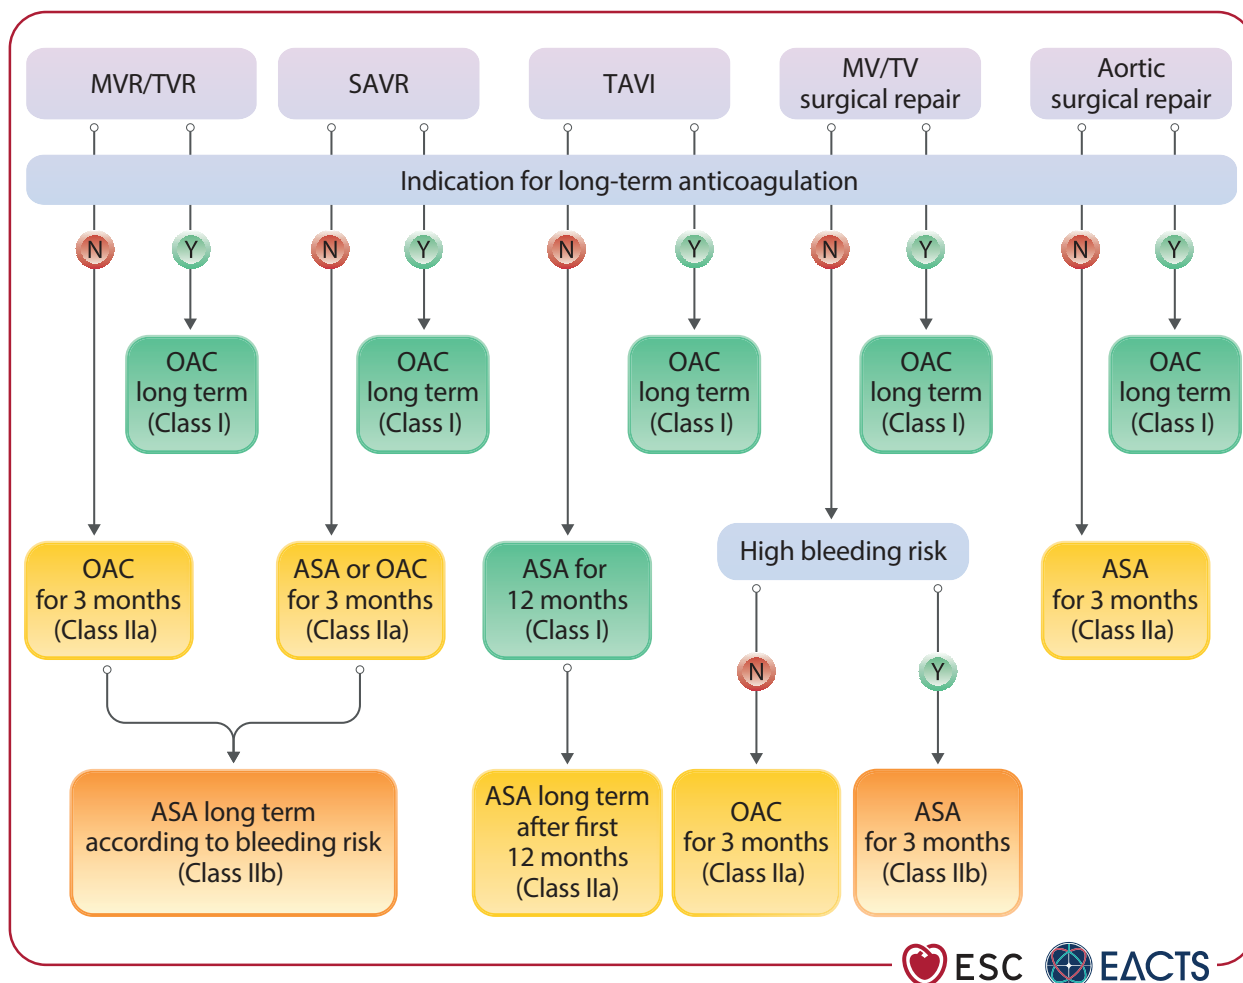 MVR/TVR
SAVR
TAVI
MV/TV
surgical repair
Aortic
surgical repair
Indication for long-term anticoagulation
N
Y
N
Y
N
Y
N
Y
N
Y
OAC
long term
(Class I)
OAC
long term
(Class I)
OAC
long term
(Class I)
OAC
long term
(Class I)
OAC
long term
(Class I)
OAC
for 3 months
(Class IIa)
ASA or OAC
for 3 months
(Class IIa)
ASA for
12 months
(Class I)
High bleeding risk
ASA
for 3 months
(Class IIa)
N
Y
ASA long term
according to bleeding risk
(Class IIb)
ASA long term
after first
12 months
(Class IIa)
OAC
for 3 months
(Class IIa)
ASA
for 3 months
(Class IIb)
ESC
EACTS